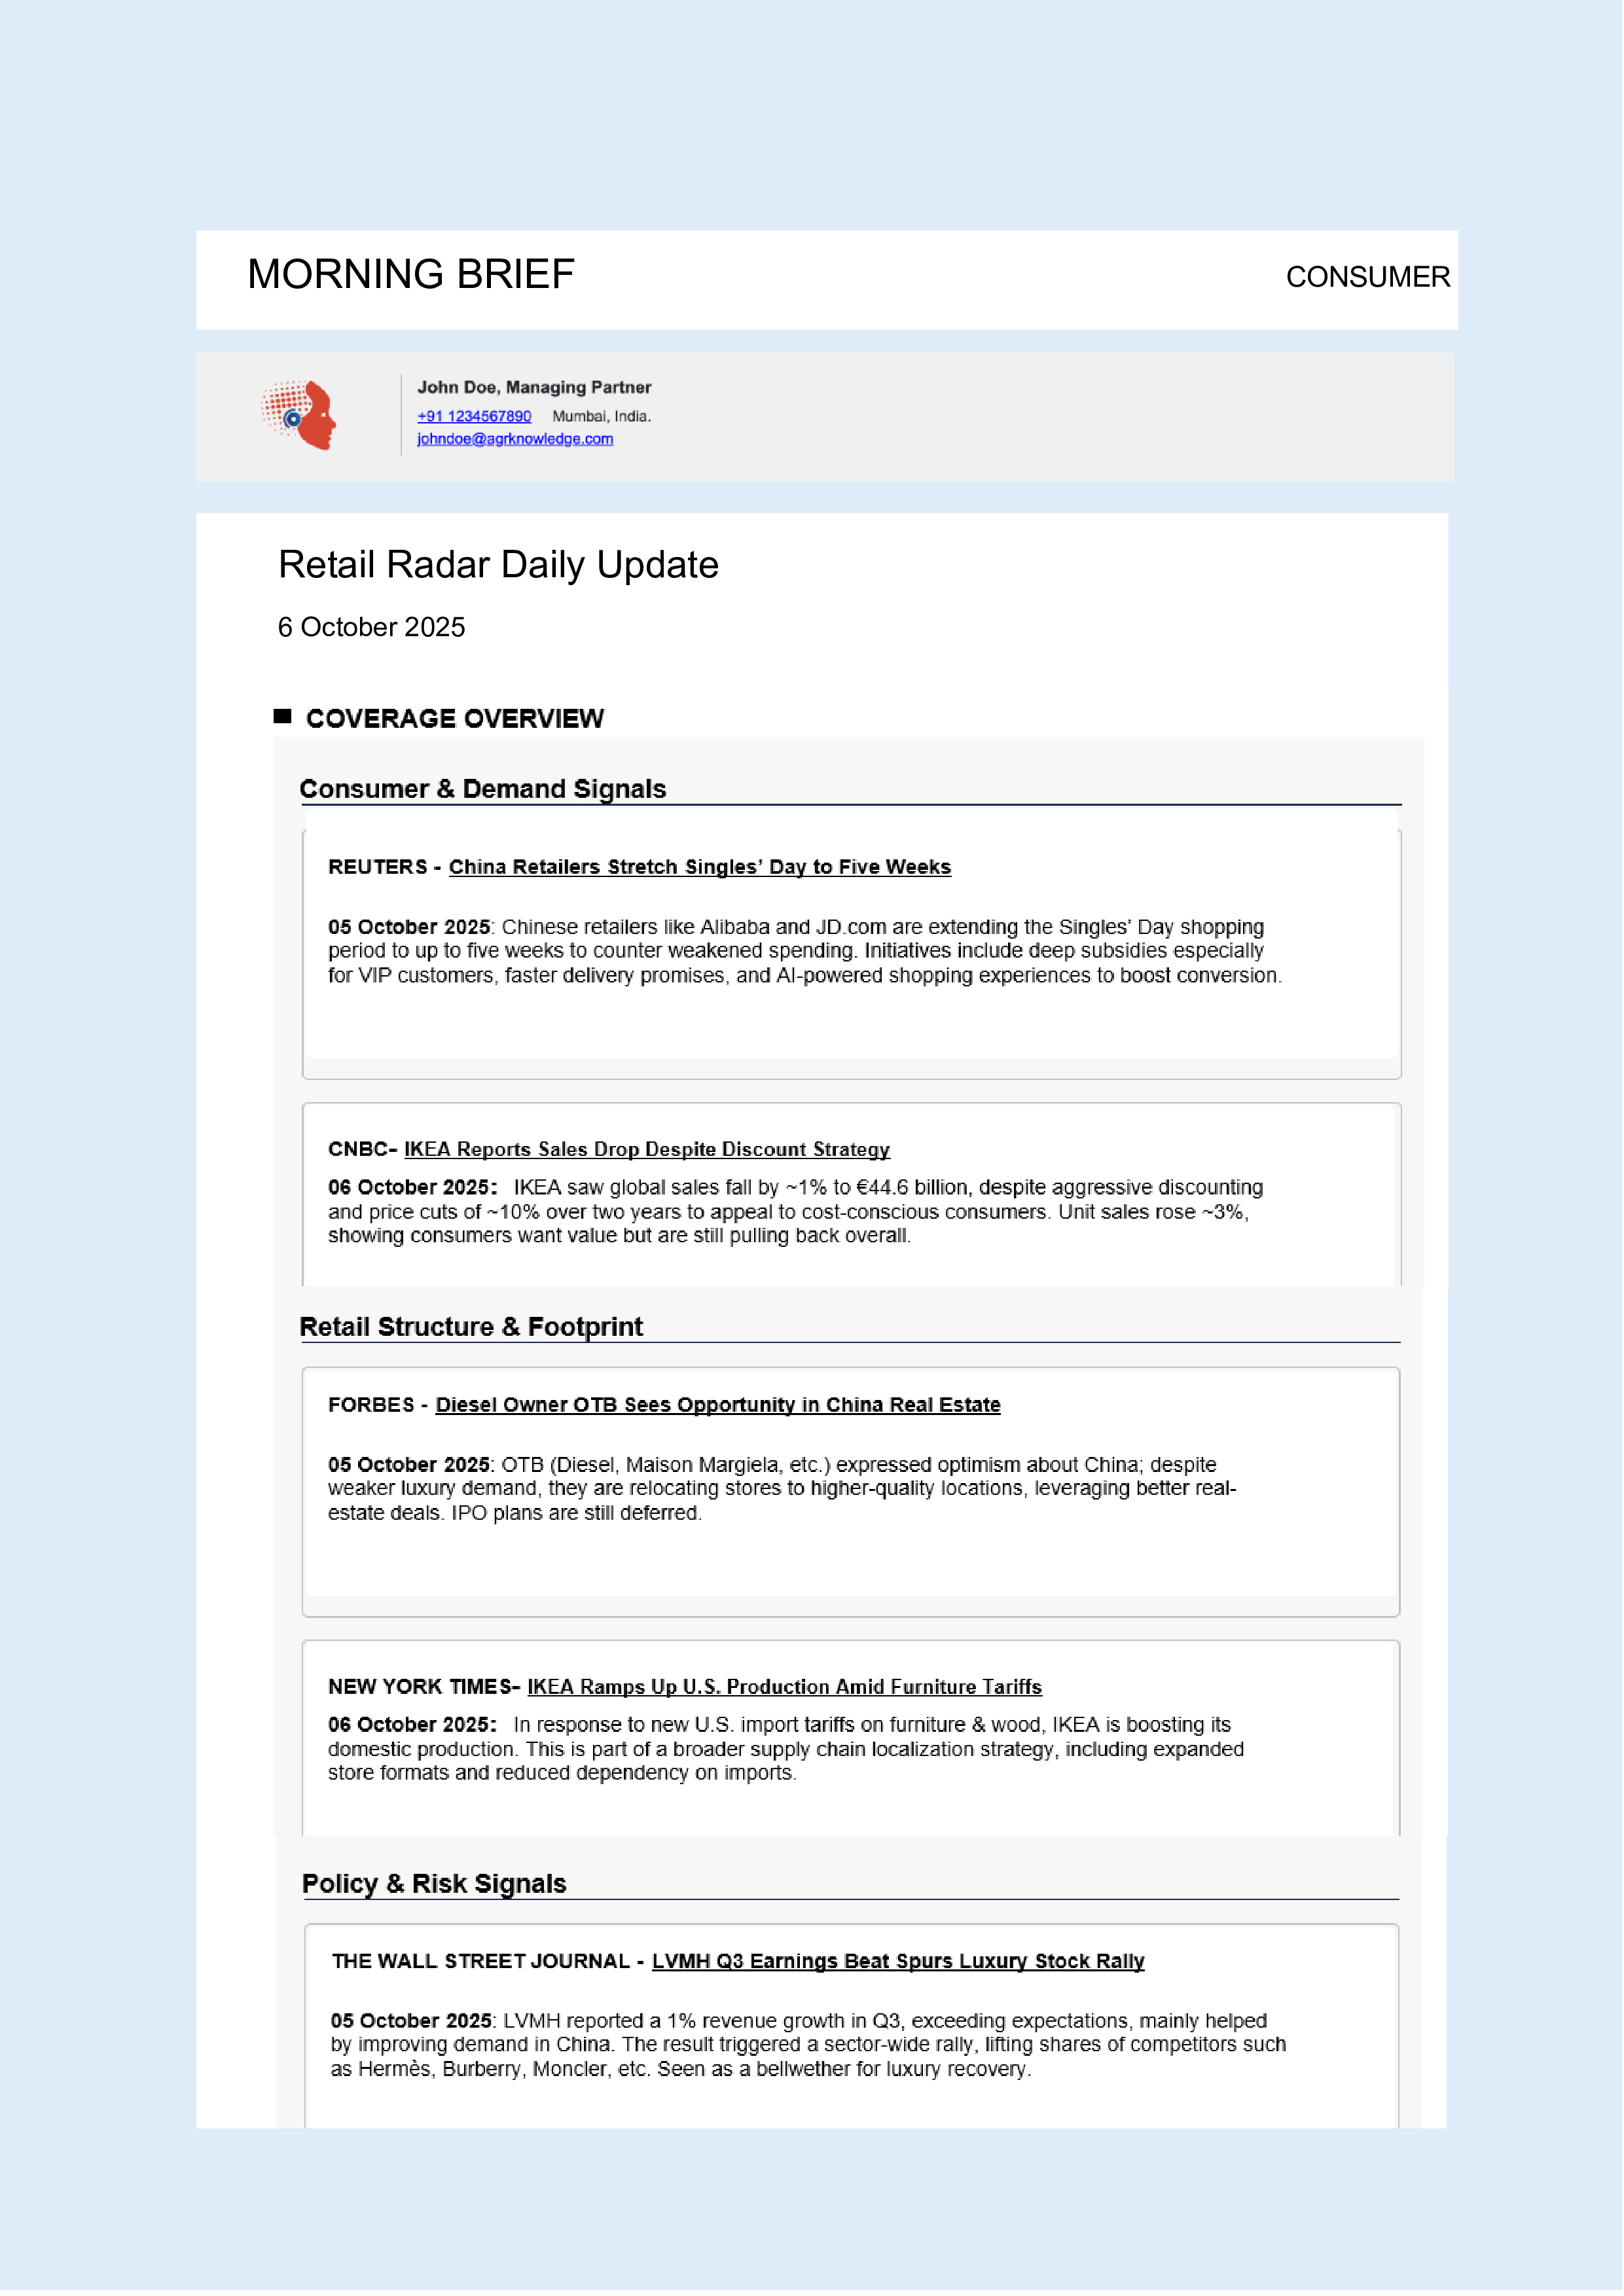 MORNING BRIEF
CONSUMER
John Doe, Managing Partner
+91 1234567890 Mumbai, India.
johndoe@agrknowledge.com
Retail Radar Daily Update
6 October 2025
COVERAGE OVERVIEW
Consumer & Demand Signals
REUTERS - China Retailers Stretch Singles’ Day to Five Weeks
05 October 2025: Chinese retailers like Alibaba and JD.com are extending the Singles’ Day shopping
period to up to five weeks to counter weakened spending. Initiatives include deep subsidies especially
for VIP customers, faster delivery promises, and AI-powered shopping experiences to boost conversion.
CNBC– IKEA Reports Sales Drop Despite Discount Strategy
06 October 2025: IKEA saw global sales fall by ~1% to €44.6 billion, despite aggressive discounting
and price cuts of ~10% over two years to appeal to cost-conscious consumers. Unit sales rose ~3%,
showing consumers want value but are still pulling back overall.
Retail Structure & Footprint
FORBES - Diesel Owner OTB Sees Opportunity in China Real Estate
05 October 2025: OTB (Diesel, Maison Margiela, etc.) expressed optimism about China; despite
weaker luxury demand, they are relocating stores to higher-quality locations, leveraging better real-
estate deals. IPO plans are still deferred.
NEW YORK TIMES– IKEA Ramps Up U.S. Production Amid Furniture Tariffs
06 October 2025: In response to new U.S. import tariffs on furniture & wood, IKEA is boosting its
domestic production. This is part of a broader supply chain localization strategy, including expanded
store formats and reduced dependency on imports.
Policy & Risk Signals
THE WALL STREET JOURNAL - LVMH Q3 Earnings Beat Spurs Luxury Stock Rally
05 October 2025: LVMH reported a 1% revenue growth in Q3, exceeding expectations, mainly helped
by improving demand in China. The result triggered a sector-wide rally, lifting shares of competitors such
as Hermès, Burberry, Moncler, etc. Seen as a bellwether for luxury recovery.